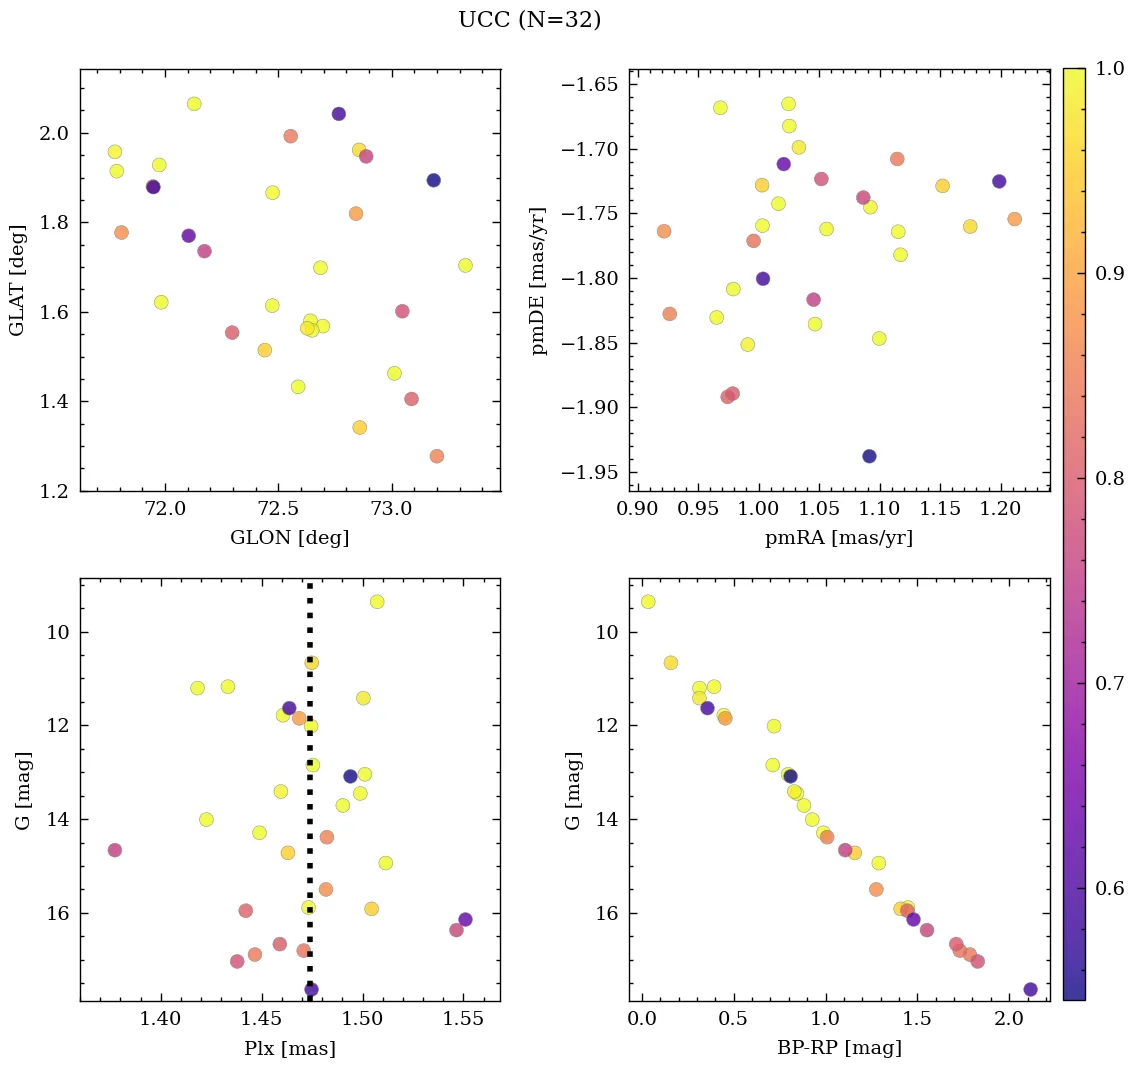 UCC (N=32)
2.0
1.8
1.6
1.4
1.2
GLAT [deg]
72.0 72.5 73.0
GLON [deg]
−1.65
−1.70
−1.75
−1.80
−1.85
−1.90
−1.95
pmDE [mas/yr]
0.90 0.95 1.00 1.05 1.10 1.15 1.20
pmRA [mas/yr]
10
12
14
16
G [mag]
1.40 1.45 1.50 1.55
Plx [mas]
10
12
14
16
G [mag]
0.0 0.5 1.0 1.5 2.0
BP-RP [mag]
1.0
0.9
0.8
0.7
0.6